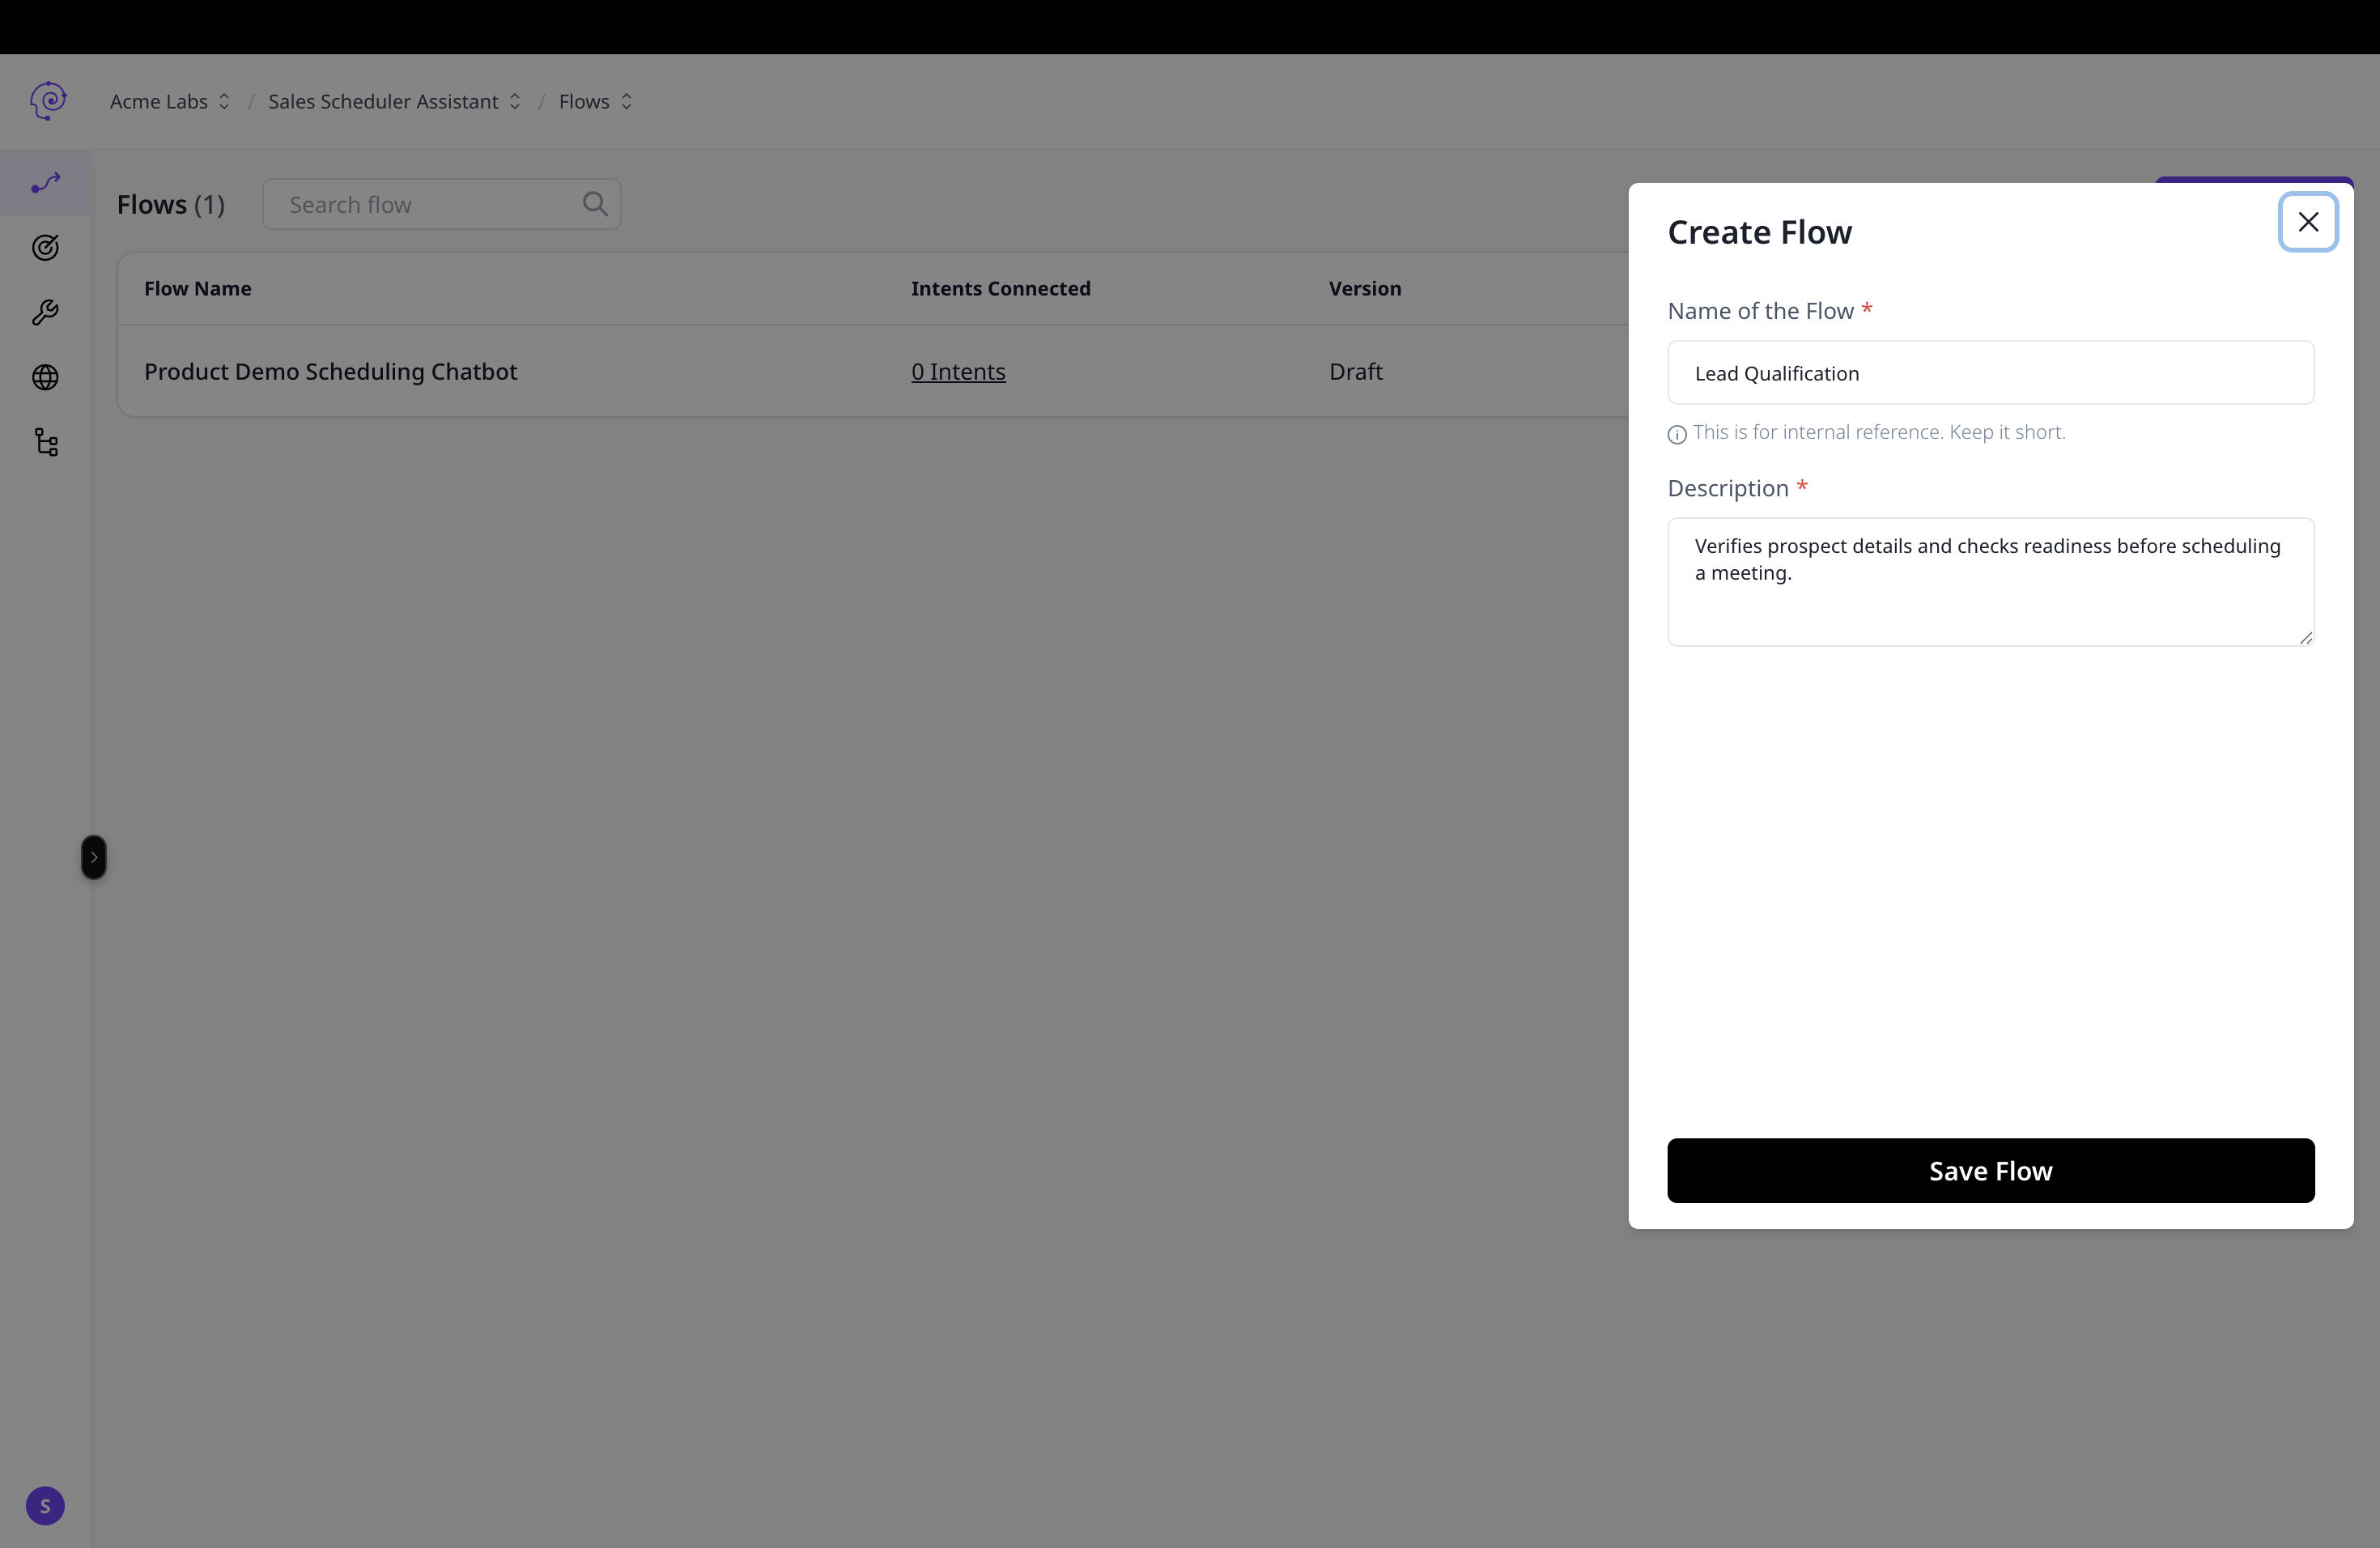 Acme Labs / Sales Scheduler Assistant / Flows
Flows (1)
Search flow
Flow Name Intents Connected Version
Product Demo Scheduling Chatbot 0 Intents Draft
Create Flow
Name of the Flow *
Lead Qualification
This is for internal reference. Keep it short.
Description *
Verifies prospect details and checks readiness before scheduling
a meeting.
Save Flow
S